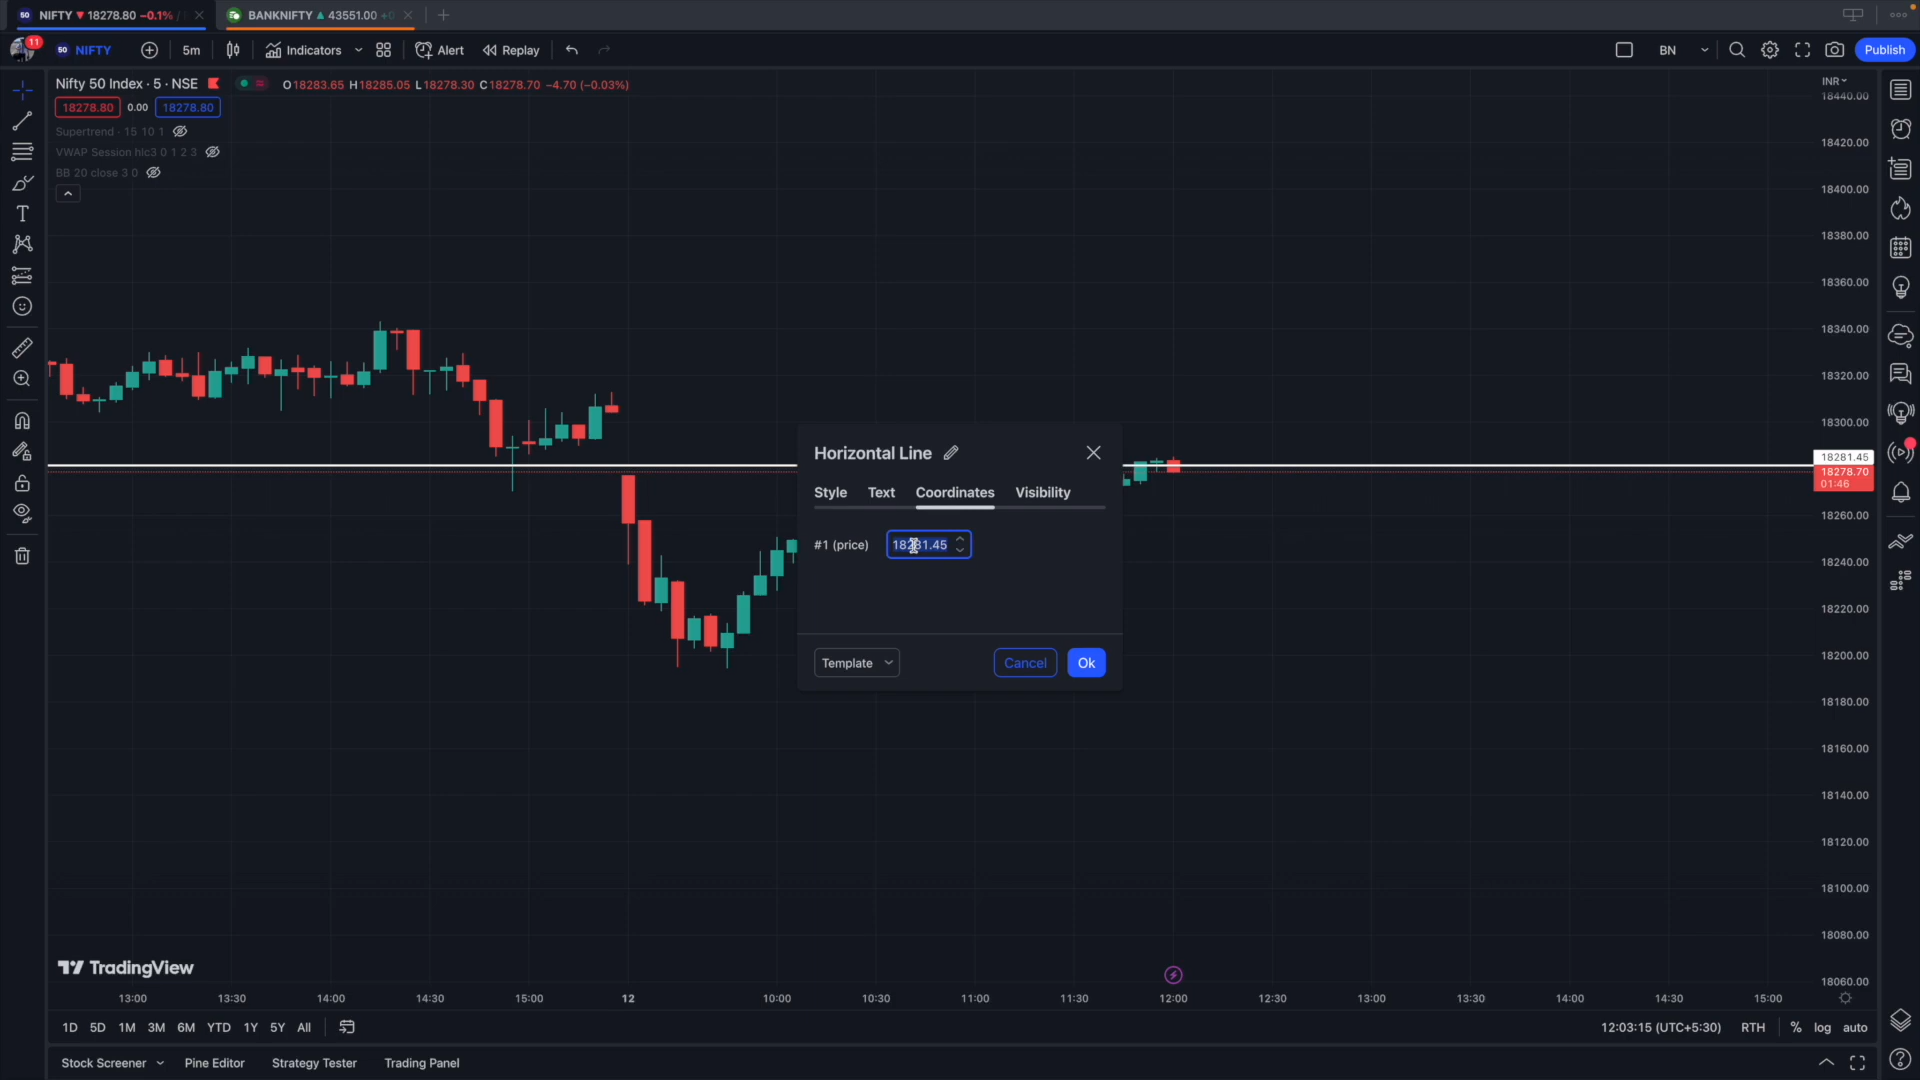 NIFTY ▼ 18278.80 −0.1% /
BANKNIFTY ▲ 43551.00 +0
11
NIFTY
5m
Indicators
Alert
Replay
BN
Publish
Nifty 50 Index · 5 · NSE
O18283.65 H18285.05 L18278.30 C18278.70 −4.70 (−0.03%)
18278.80
0.00
18278.80
Supertrend · 15 10 1
VWAP Session hlc3 0 1 2 3
BB 20 close 3 0
INR
18440.00
18420.00
18400.00
18380.00
18360.00
18340.00
18320.00
18300.00
18281.45
18278.70
01:46
18260.00
18240.00
18220.00
18200.00
18180.00
18160.00
18140.00
18120.00
18100.00
18080.00
18060.00
Horizontal Line
Style Text Coordinates Visibility
#1 (price)
18281.45
Template
Cancel
Ok
TradingView
13:00 13:30 14:00 14:30 15:00 12 10:00 10:30 11:00 11:30 12:00 12:30 13:00 13:30 14:00 14:30 15:00
1D 5D 1M 3M 6M YTD 1Y 5Y All
12:03:15 (UTC+5:30) RTH % log auto
Stock Screener Pine Editor Strategy Tester Trading Panel